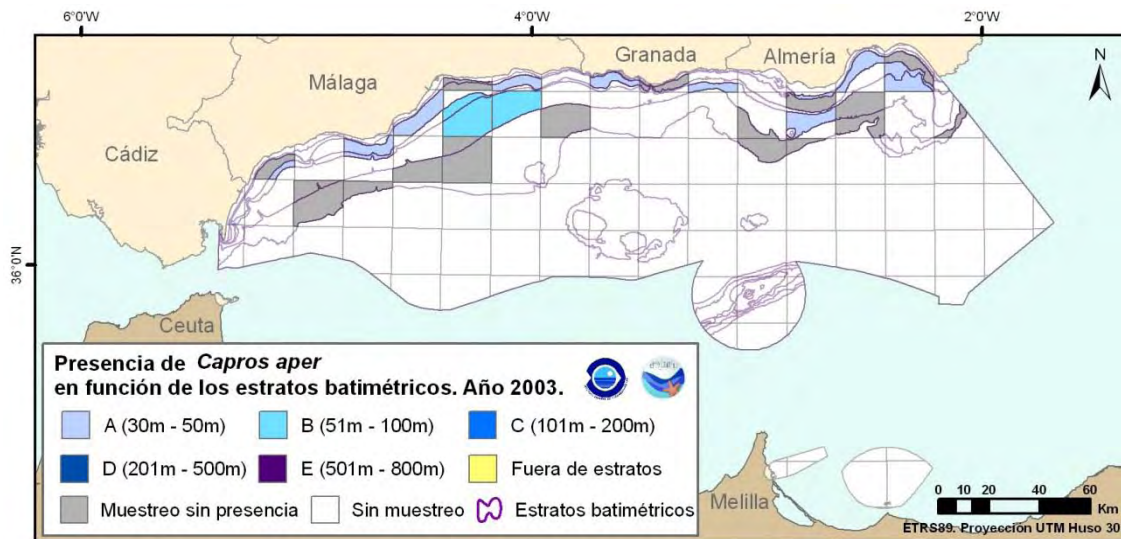 6°0'W 4°0'W 2°0'W
N
Granada Almería
Málaga
Cádiz
36°0'N
Ceuta
Melilla
Presencia de Capros aper
en función de los estratos batimétricos. Año 2003.
A (30m - 50m) B (51m - 100m) C (101m - 200m)
D (201m - 500m) E (501m - 800m) Fuera de estratos
Muestreo sin presencia Sin muestreo Estratos batimétricos
0 10 20 40 60
Km
ETRS89. Proyección UTM Huso 30